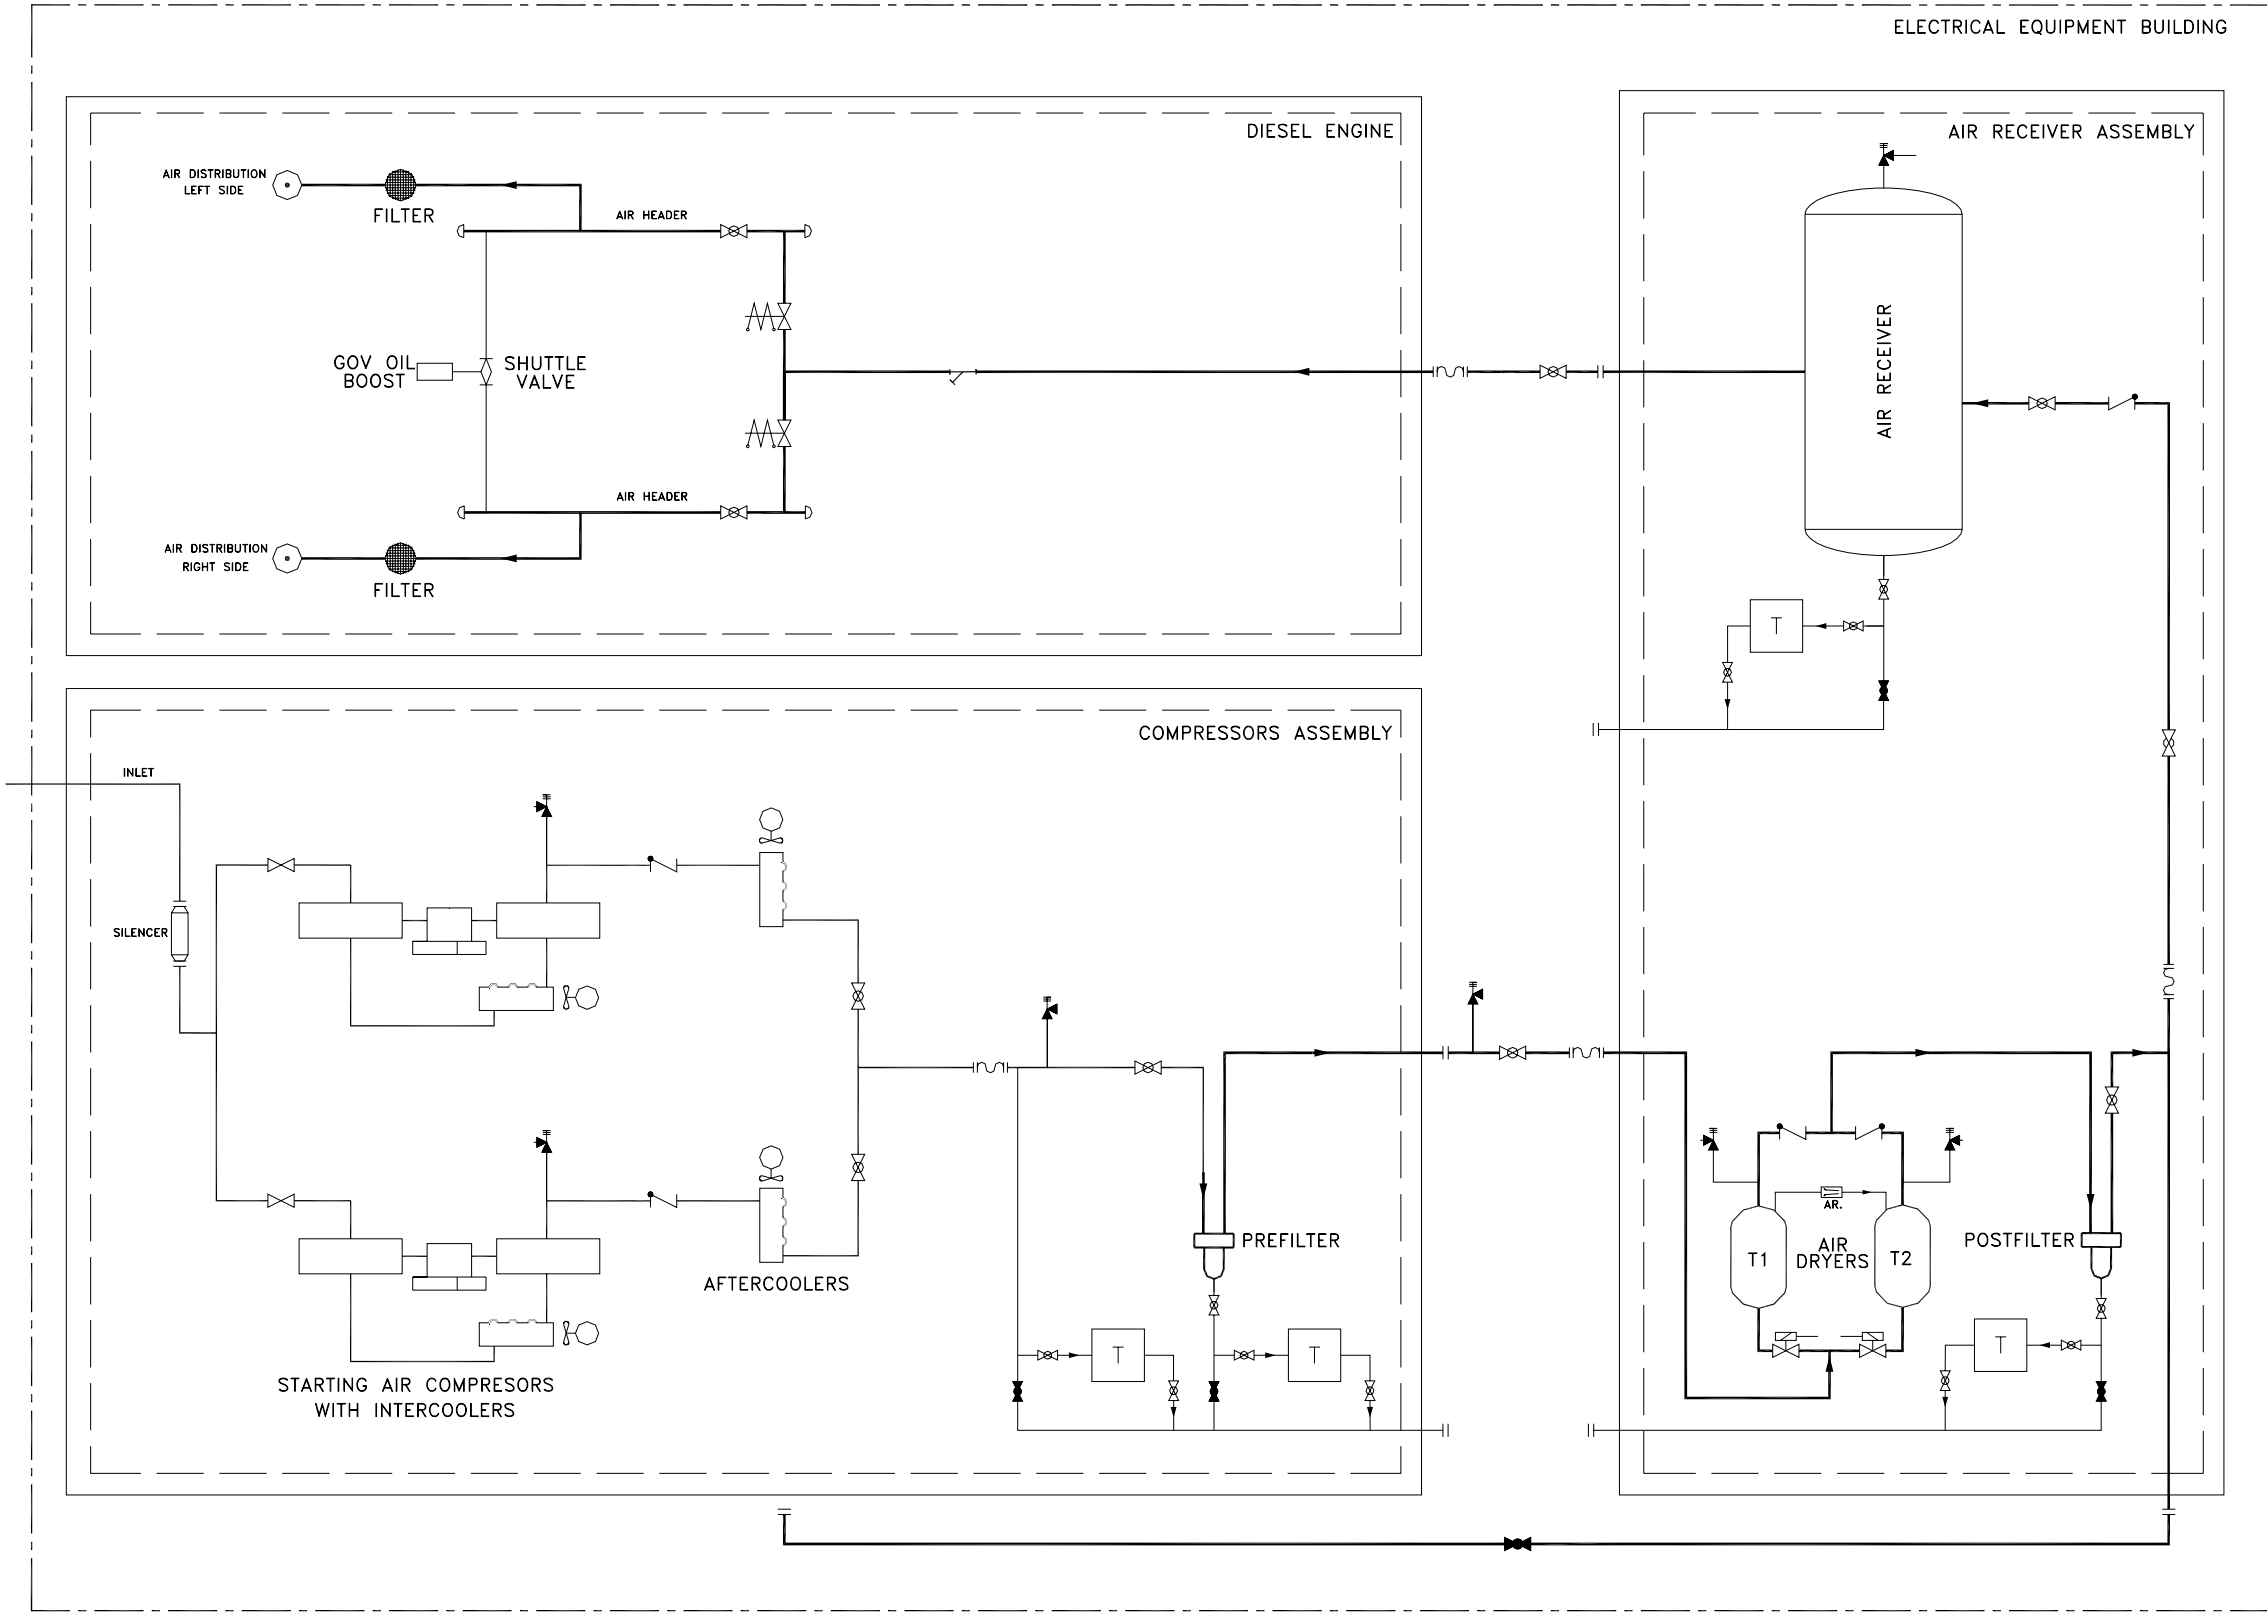 ELECTRICAL EQUIPMENT BUILDING
DIESEL ENGINE
AIR RECEIVER ASSEMBLY
AIR DISTRIBUTION
LEFT SIDE
FILTER
AIR HEADER
GOV OIL
BOOST
SHUTTLE
VALVE
AIR RECEIVER
AIR HEADER
AIR DISTRIBUTION
RIGHT SIDE
FILTER
T
COMPRESSORS ASSEMBLY
INLET
SILENCER
AFTERCOOLERS
STARTING AIR COMPRESORS
WITH INTERCOOLERS
PREFILTER
T
T
AR.
T1
AIR
DRYERS
T2
POSTFILTER
T